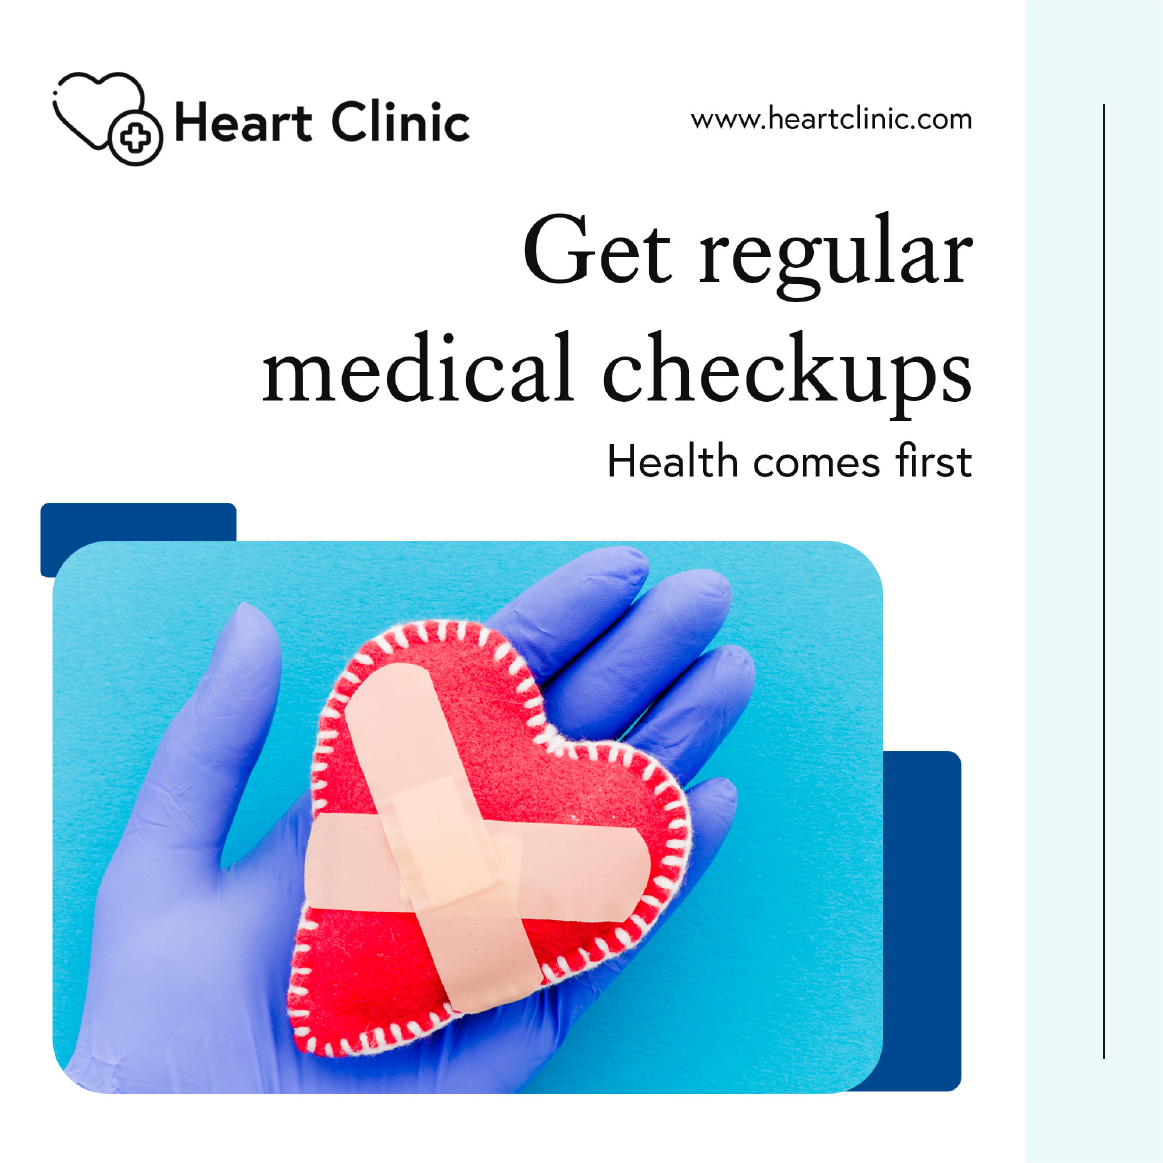 Heart Clinic
www.heartclinic.com
Get regular
medical checkups
Health comes first